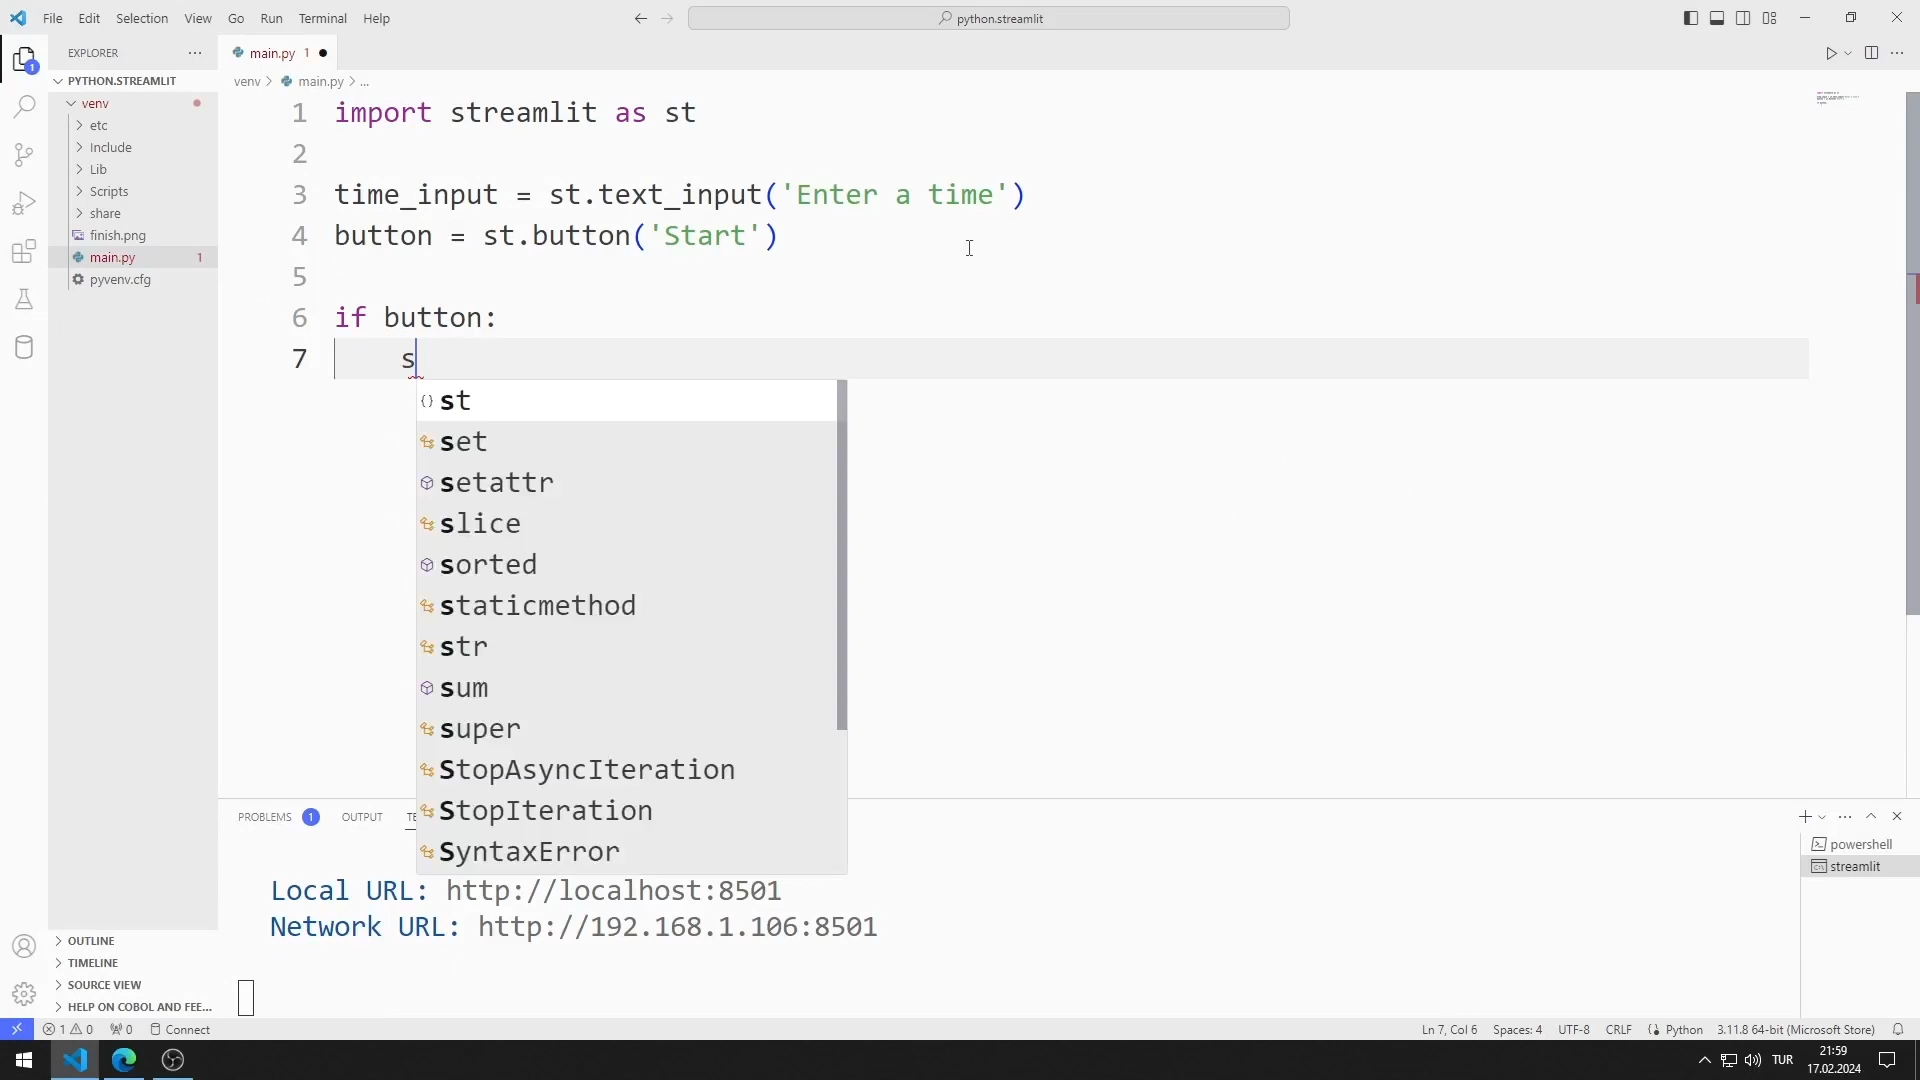 File Edit Selection View Go Run Terminal Help
python.streamlit
EXPLORER
main.py 1
PYTHON.STREAMLIT
venv > main.py > ...
venv
etc
Include
Lib
Scripts
share
finish.png
main.py 1
pyvenv.cfg
1 import streamlit as st
2
3 time_input = st.text_input('Enter a time')
4 button = st.button('Start')
5
6 if button:
7 s
st
set
setattr
slice
sorted
staticmethod
str
sum
super
StopAsyncIteration
StopIteration
SyntaxError
PROBLEMS 1 OUTPUT TE
powershell
streamlit
Local URL: http://localhost:8501
Network URL: http://192.168.1.106:8501
OUTLINE
TIMELINE
SOURCE VIEW
HELP ON COBOL AND FEE...
1 0 0 Connect
Ln 7, Col 6 Spaces: 4 UTF-8 CRLF Python 3.11.8 64-bit (Microsoft Store)
TUR
21:59
17.02.2024